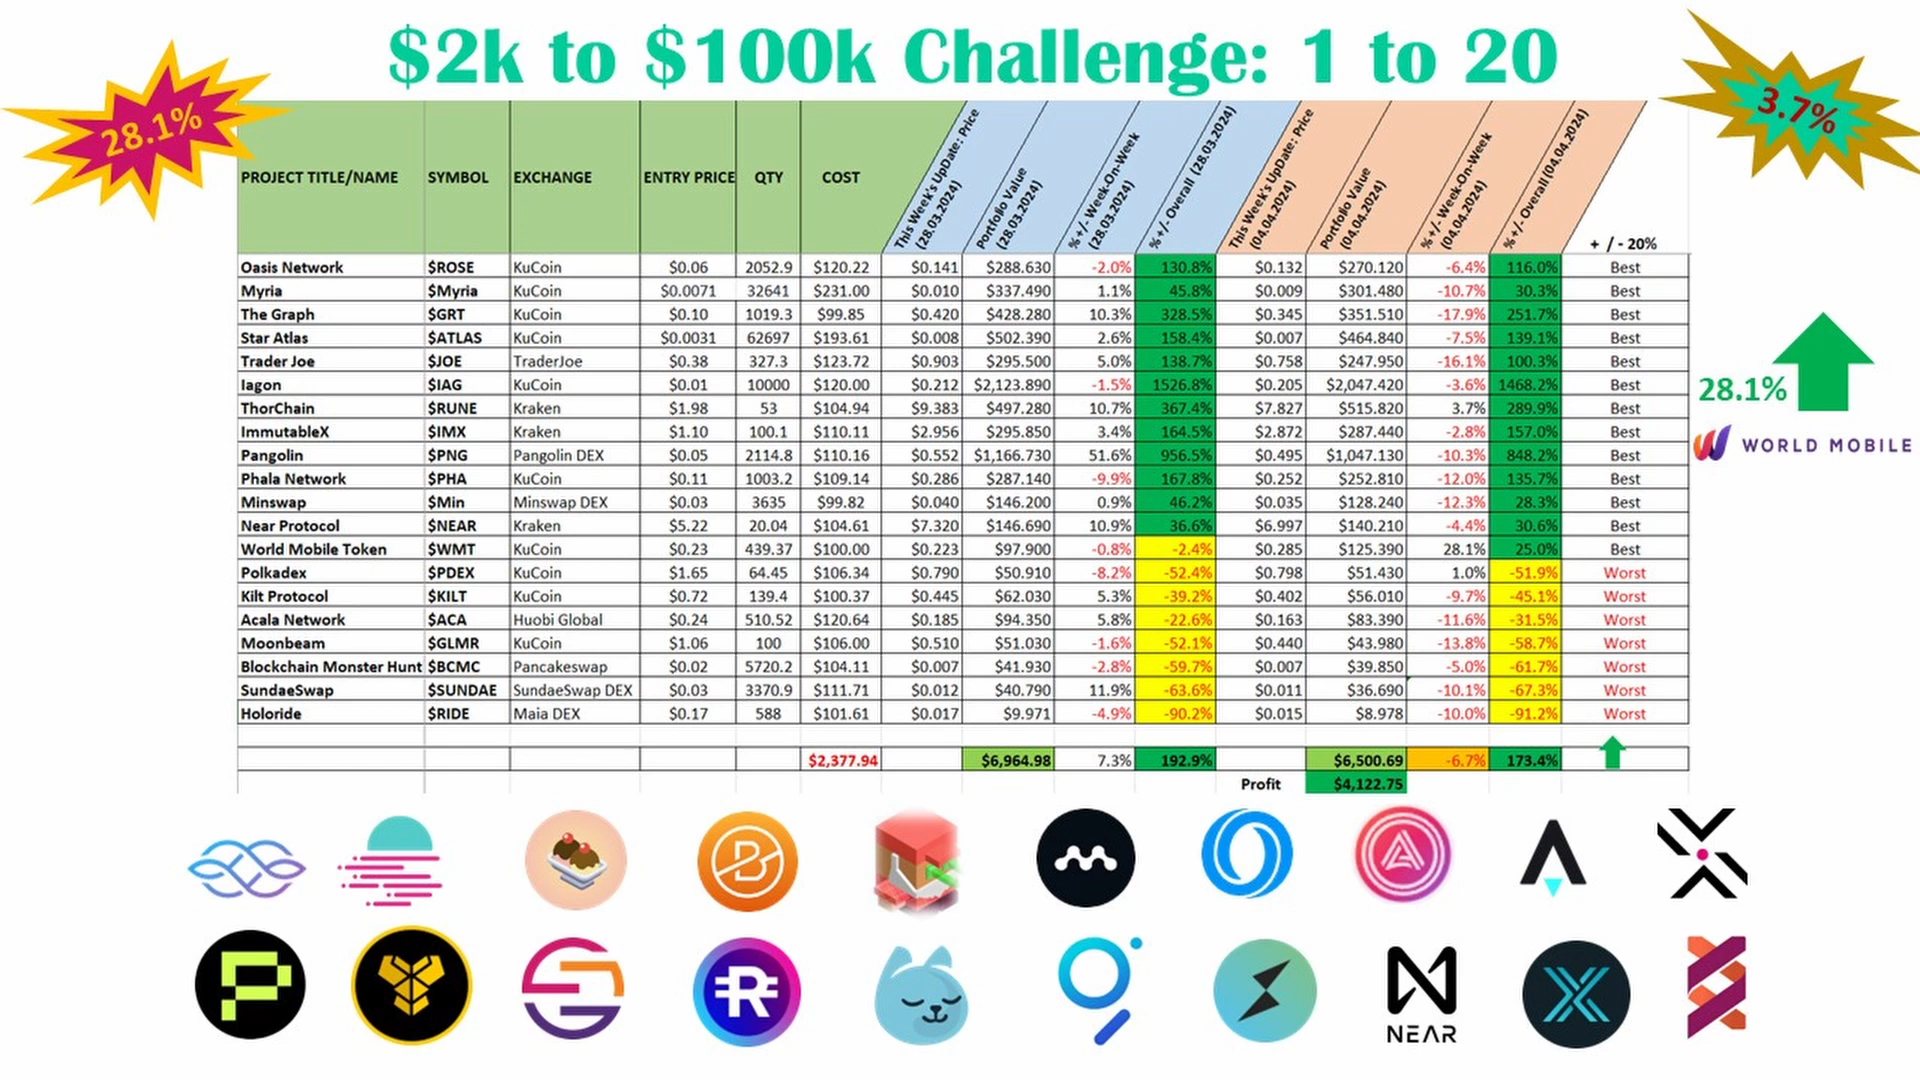 $2k to $100k Challenge: 1 to 20
28.1%
3.7%
PROJECT TITLE/NAME SYMBOL EXCHANGE ENTRY PRICE QTY COST This Week's UpDate: Price (28.03.2024) Portfolio Value (28.03.2024) % +/- Week-On-Week (28.03.2024) % +/- Overall (28.03.2024) This Week's UpDate: Price (04.04.2024) Portfolio Value (04.04.2024) % +/- Week-On-Week (04.04.2024) % +/- Overall (04.04.2024) + / - 20%
Oasis Network $ROSE KuCoin $0.06 2052.9 $120.22 $0.141 $288.630 -2.0% 130.8% $0.132 $270.120 -6.4% 116.0% Best
Myria $Myria KuCoin $0.0071 32641 $231.00 $0.010 $337.490 1.1% 45.8% $0.009 $301.480 -10.7% 30.3% Best
The Graph $GRT KuCoin $0.10 1019.3 $99.85 $0.420 $428.280 10.3% 328.5% $0.345 $351.510 -17.9% 251.7% Best
Star Atlas $ATLAS KuCoin $0.0031 62697 $193.61 $0.008 $502.390 2.6% 158.4% $0.007 $464.840 -7.5% 139.1% Best
Trader Joe $JOE TraderJoe $0.38 327.3 $123.72 $0.903 $295.500 5.0% 138.7% $0.758 $247.950 -16.1% 100.3% Best
Iagon $IAG KuCoin $0.01 10000 $120.00 $0.212 $2,123.890 -1.5% 1526.8% $0.205 $2,047.420 -3.6% 1468.2% Best
ThorChain $RUNE Kraken $1.98 53 $104.94 $9.383 $497.280 10.7% 367.4% $7.827 $515.820 3.7% 289.9% Best
ImmutableX $IMX Kraken $1.10 100.1 $110.11 $2.956 $295.850 3.4% 164.5% $2.872 $287.440 -2.8% 157.0% Best
Pangolin $PNG Pangolin DEX $0.05 2114.8 $110.16 $0.552 $1,166.730 51.6% 956.5% $0.495 $1,047.130 -10.3% 848.2% Best
Phala Network $PHA KuCoin $0.11 1003.2 $109.14 $0.286 $287.140 -9.9% 167.8% $0.252 $252.810 -12.0% 135.7% Best
Minswap $Min Minswap DEX $0.03 3635 $99.82 $0.040 $146.200 0.9% 46.2% $0.035 $128.240 -12.3% 28.3% Best
Near Protocol $NEAR Kraken $5.22 20.04 $104.61 $7.320 $146.690 10.9% 36.6% $6.997 $140.210 -4.4% 30.6% Best
World Mobile Token $WMT KuCoin $0.23 439.37 $100.00 $0.223 $97.900 -0.8% -2.4% $0.285 $125.390 28.1% 25.0% Best
Polkadex $PDEX KuCoin $1.65 64.45 $106.34 $0.790 $50.910 -8.2% -52.4% $0.798 $51.430 1.0% -51.9% Worst
Kilt Protocol $KILT KuCoin $0.72 139.4 $100.37 $0.445 $62.030 5.3% -39.2% $0.402 $56.010 -9.7% -45.1% Worst
Acala Network $ACA Huobi Global $0.24 510.52 $120.64 $0.185 $94.350 5.8% -22.6% $0.163 $83.390 -11.6% -31.5% Worst
Moonbeam $GLMR KuCoin $1.06 100 $106.00 $0.510 $51.030 -1.6% -52.1% $0.440 $43.980 -13.8% -58.7% Worst
Blockchain Monster Hunt $BCMC Pancakeswap $0.02 5720.2 $104.11 $0.007 $41.930 -2.8% -59.7% $0.007 $39.850 -5.0% -61.7% Worst
SundaeSwap $SUNDAE SundaeSwap DEX $0.03 3370.9 $111.71 $0.012 $40.790 11.9% -63.6% $0.011 $36.690 -10.1% -67.3% Worst
Holoride $RIDE Maia DEX $0.17 588 $101.61 $0.017 $9.971 -4.9% -90.2% $0.015 $8.978 -10.0% -91.2% Worst
$2,377.94 $6,964.98 7.3% 192.9% $6,500.69 -6.7% 173.4%
Profit $4,122.75
28.1%
WORLD MOBILE
NEAR